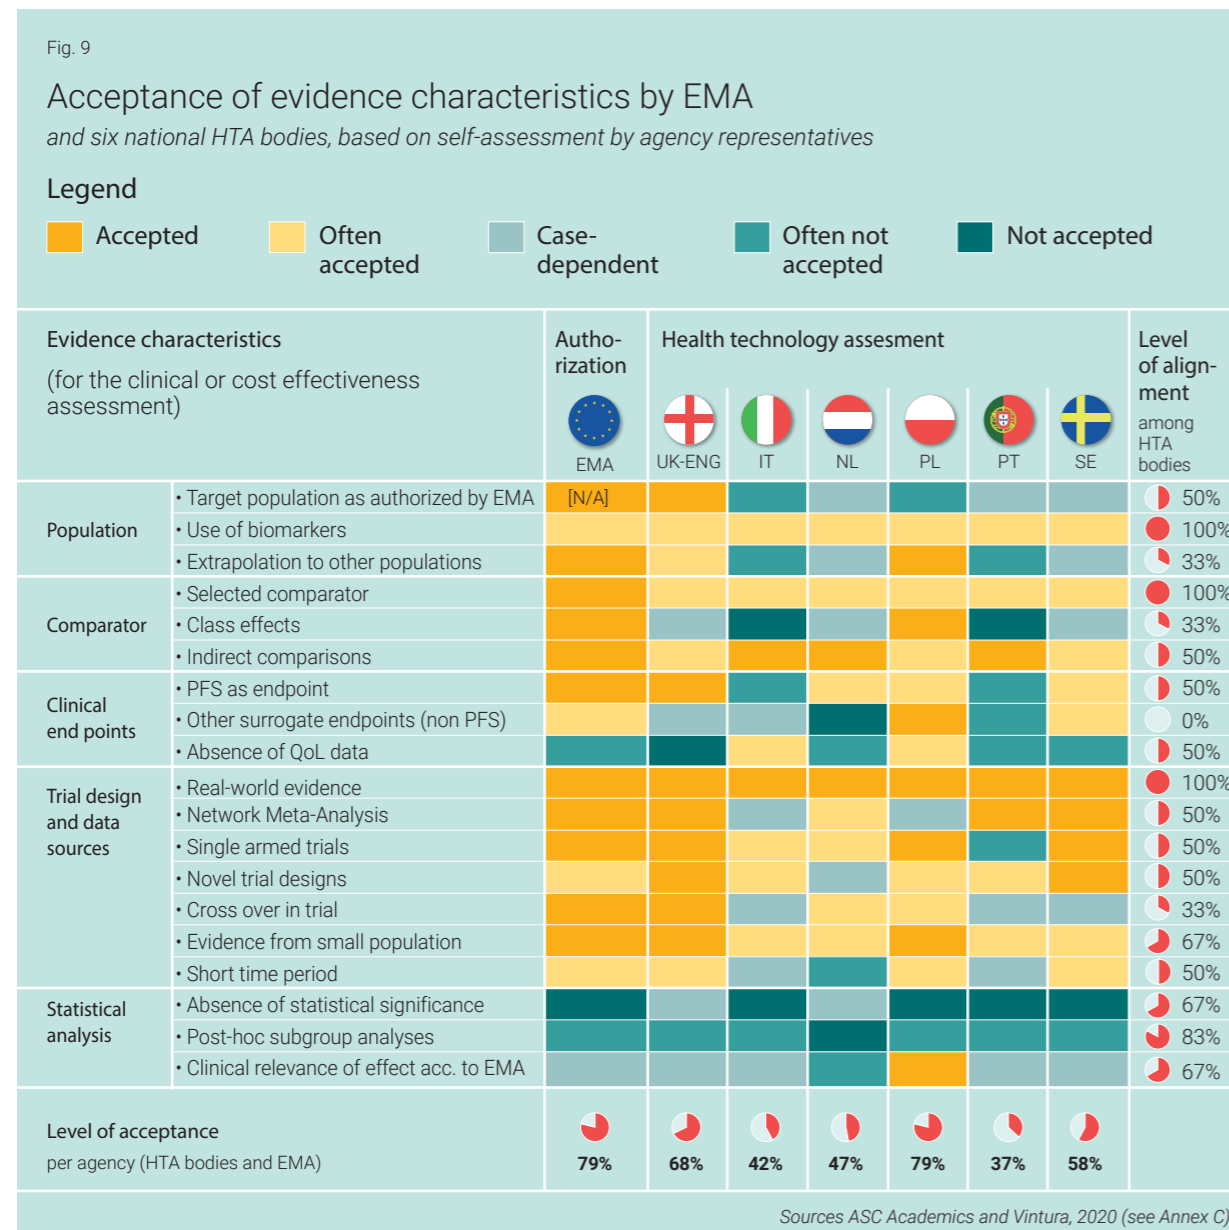 Fig. 9
Acceptance of evidence characteristics by EMA
and six national HTA bodies, based on self-assessment by agency representatives
Legend
Accepted
Often
accepted
Case-
dependent
Often not
accepted
Not accepted
Evidence characteristics
(for the clinical or cost effectiveness
assessment)
Autho-
rization
Health technology assesment
Level
of align-
ment
among
HTA
bodies
EMA UK-ENG IT NL PL PT SE
Population
• Target population as authorized by EMA [N/A] 50%
• Use of biomarkers 100%
• Extrapolation to other populations 33%
Comparator
• Selected comparator 100%
• Class effects 33%
• Indirect comparisons 50%
Clinical
end points
• PFS as endpoint 50%
• Other surrogate endpoints (non PFS) 0%
• Absence of QoL data 50%
Trial design
and data
sources
• Real-world evidence 100%
• Network Meta-Analysis 50%
• Single armed trials 50%
• Novel trial designs 50%
• Cross over in trial 33%
• Evidence from small population 67%
• Short time period 50%
Statistical
analysis
• Absence of statistical significance 67%
• Post-hoc subgroup analyses 83%
• Clinical relevance of effect acc. to EMA 67%
Level of acceptance
per agency (HTA bodies and EMA)
79% 68% 42% 47% 79% 37% 58%
Sources ASC Academics and Vintura, 2020 (see Annex C)